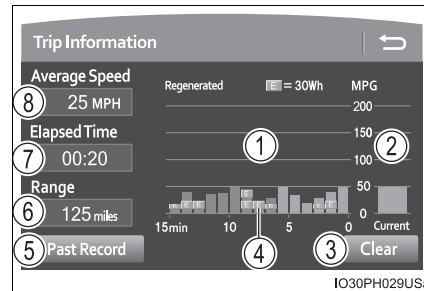 Trip Information
Average Speed
8 25 MPH
Elapsed Time
7 00:20
Range
6 125 miles
5 Past Record
Regenerated E = 30Wh MPG
200
150
100
50
0
1
2
E E E E E E E E
15min 10 5 0 Current
4
3 Clear
IO30PH029US